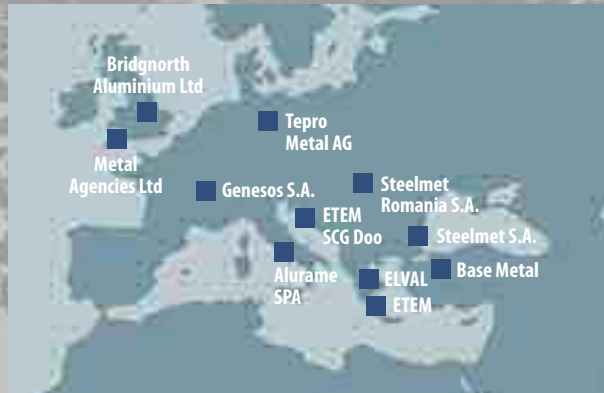 Bridgnorth
Aluminium Ltd
Tepro
Metal AG
Metal
Agencies Ltd
Genesos S.A.
Steelmet
Romania S.A.
ETEM
SCG Doo
Steelmet S.A.
Alurame
SPA
Base Metal
ELVAL
ETEM